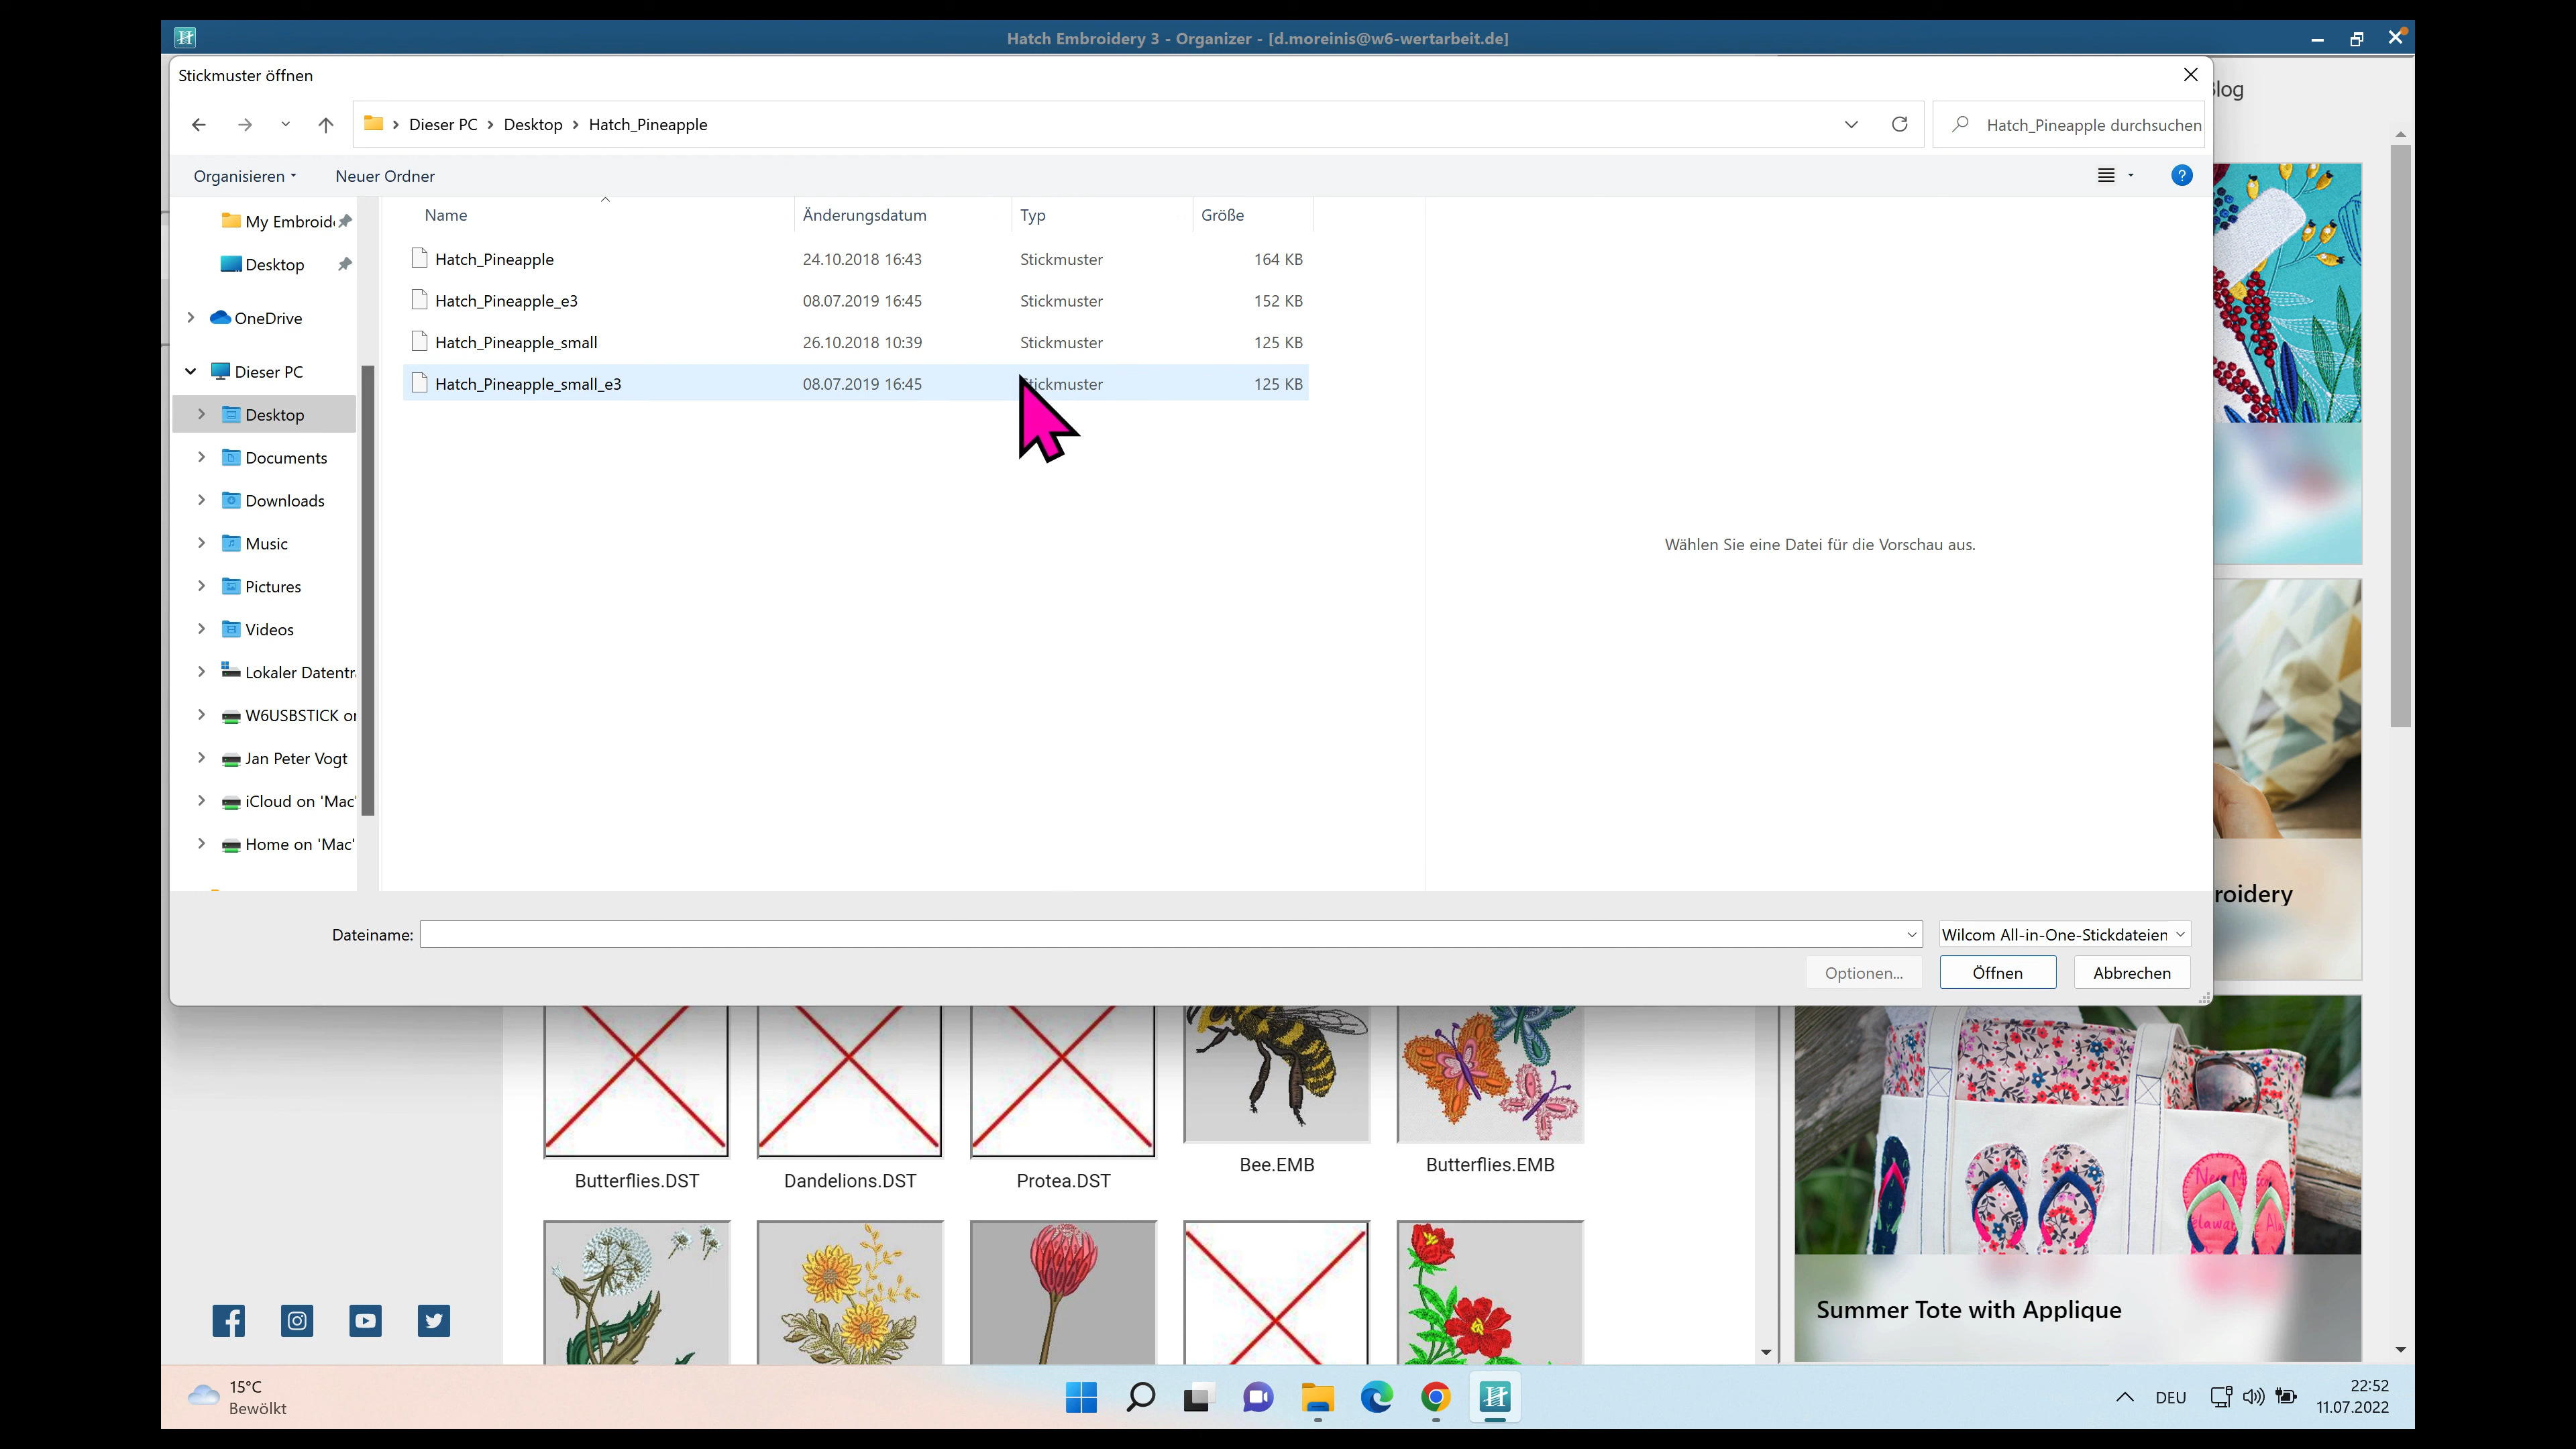 Hatch Embroidery 3 - Organizer - [d.moreinis@w6-wertarbeit.de]
Stickmuster öffnen
Blog
Dieser PC
Desktop
Hatch_Pineapple
Hatch_Pineapple durchsuchen
Organisieren
Neuer Ordner
Name
Änderungsdatum
Typ
Größe
Hatch_Pineapple 24.10.2018 16:43 Stickmuster 164 KB
Hatch_Pineapple_e3 08.07.2019 16:45 Stickmuster 152 KB
Hatch_Pineapple_small 26.10.2018 10:39 Stickmuster 125 KB
Hatch_Pineapple_small_e3 08.07.2019 16:45 Stickmuster 125 KB
My Embroid
Desktop
OneDrive
Dieser PC
Desktop
Documents
Downloads
Music
Pictures
Videos
Lokaler Datentr
W6USBSTICK or
Jan Peter Vogt
iCloud on 'Mac'
Home on 'Mac'
Wählen Sie eine Datei für die Vorschau aus.
roidery
Dateiname:
Wilcom All-in-One-Stickdateien
Optionen...
Öffnen
Abbrechen
Butterflies.DST
Dandelions.DST
Protea.DST
Bee.EMB
Butterflies.EMB
Summer Tote with Applique
15°C
Bewölkt
DEU
22:52
11.07.2022